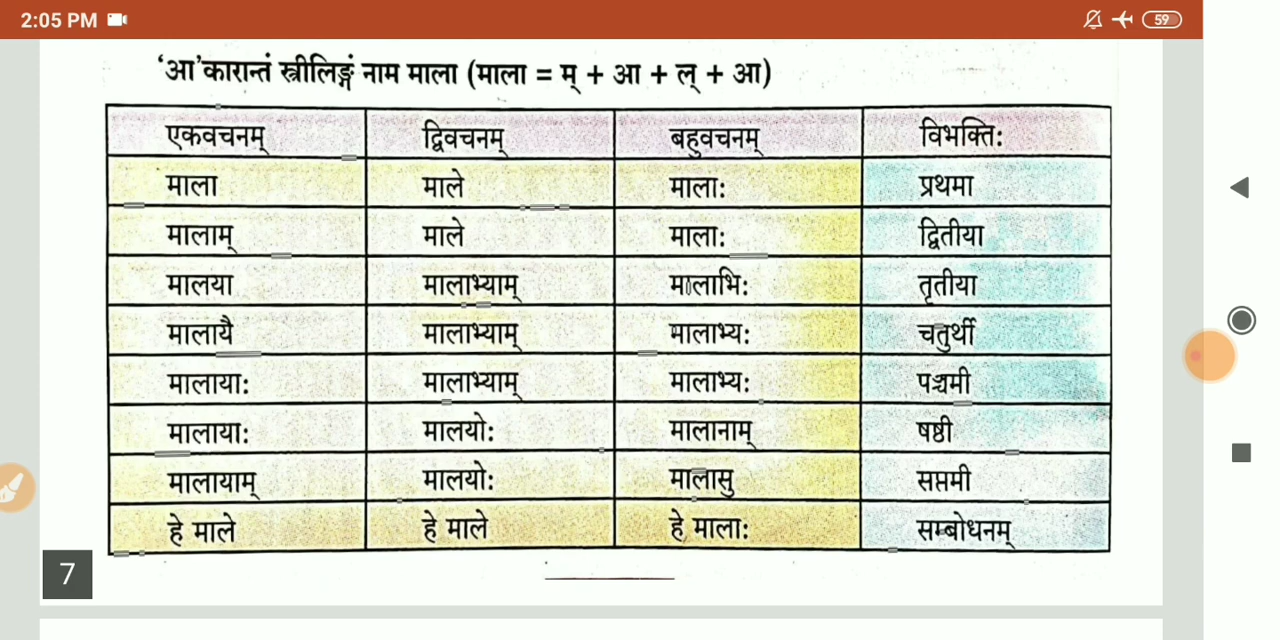 2:05 PM
59
'आ'कारान्तं स्त्रीलिङ्गं नाम माला (माला = म् + आ + ल् + आ)
एकवचनम् द्विवचनम् बहुवचनम् विभक्ति:
माला माले माला: प्रथमा
मालाम् माले माला: द्वितीया
मालया मालाभ्याम् मालाभि: तृतीया
मालायै मालाभ्याम् मालाभ्य: चतुर्थी
मालाया: मालाभ्याम् मालाभ्य: पञ्चमी
मालाया: मालयो: मालानाम् षष्ठी
मालायाम् मालयो: मालासु सप्तमी
हे माले हे माले हे माला: सम्बोधनम्
7